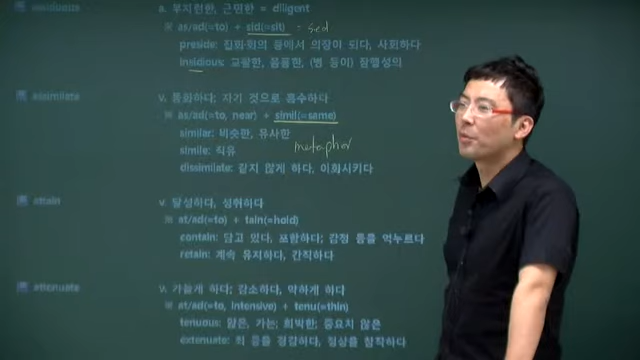 assiduous a. 부지런한, 근면한 = diligent
as/ad(=to) + sid(=sit) - sed
preside: 집회·회의 등에서 의장이 되다, 사회하다
insidious: 교활한, 음흉한, (병 등이) 잠행성의
assimilate v. 동화하다; 자기 것으로 흡수하다
as/ad(=to, near) + simil(=same)
similar: 비슷한, 유사한
simile: 직유 metaphor
dissimilate: 같지 않게 하다, 이화시키다
attain v. 달성하다, 성취하다
at/ad(=to) + tain(=hold)
contain: 담고 있다, 포함하다; 감정 등을 억누르다
retain: 계속 유지하다, 간직하다
attenuate v. 가늘게 하다; 감소하다, 약하게 하다
at/ad(=to, intensive) + tenu(=thin)
tenuous: 얇은, 가는; 희박한; 중요치 않은
extenuate: 죄 등을 경감하다, 정상을 참작하다